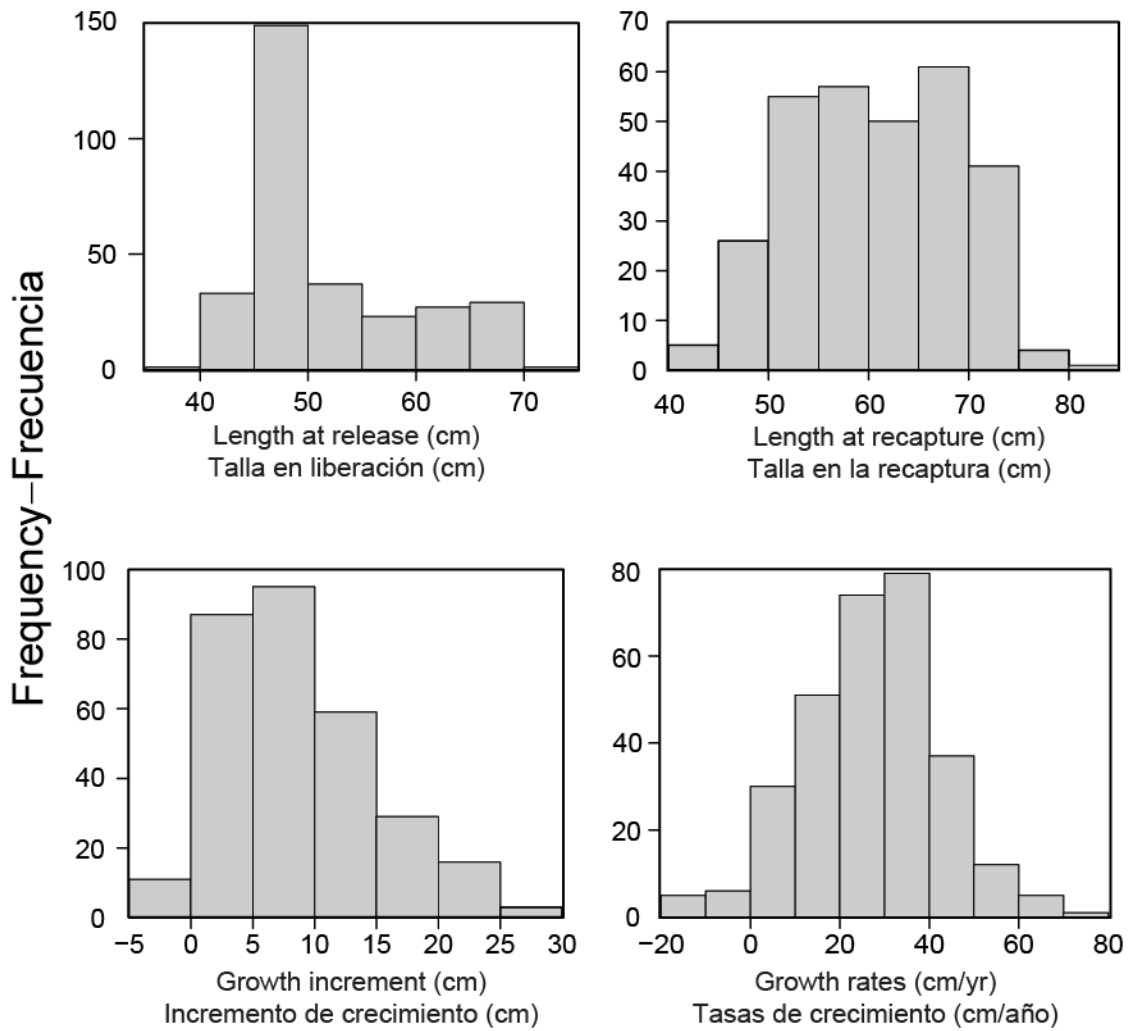 Frequency–Frecuencia
150
100
50
0
40 50 60 70
Length at release (cm)
Talla en liberación (cm)
70
60
50
40
30
20
10
0
40 50 60 70 80
Length at recapture (cm)
Talla en la recaptura (cm)
100
80
60
40
20
0
−5 0 5 10 15 20 25 30
Growth increment (cm)
Incremento de crecimiento (cm)
80
60
40
20
0
−20 0 20 40 60 80
Growth rates (cm/yr)
Tasas de crecimiento (cm/año)